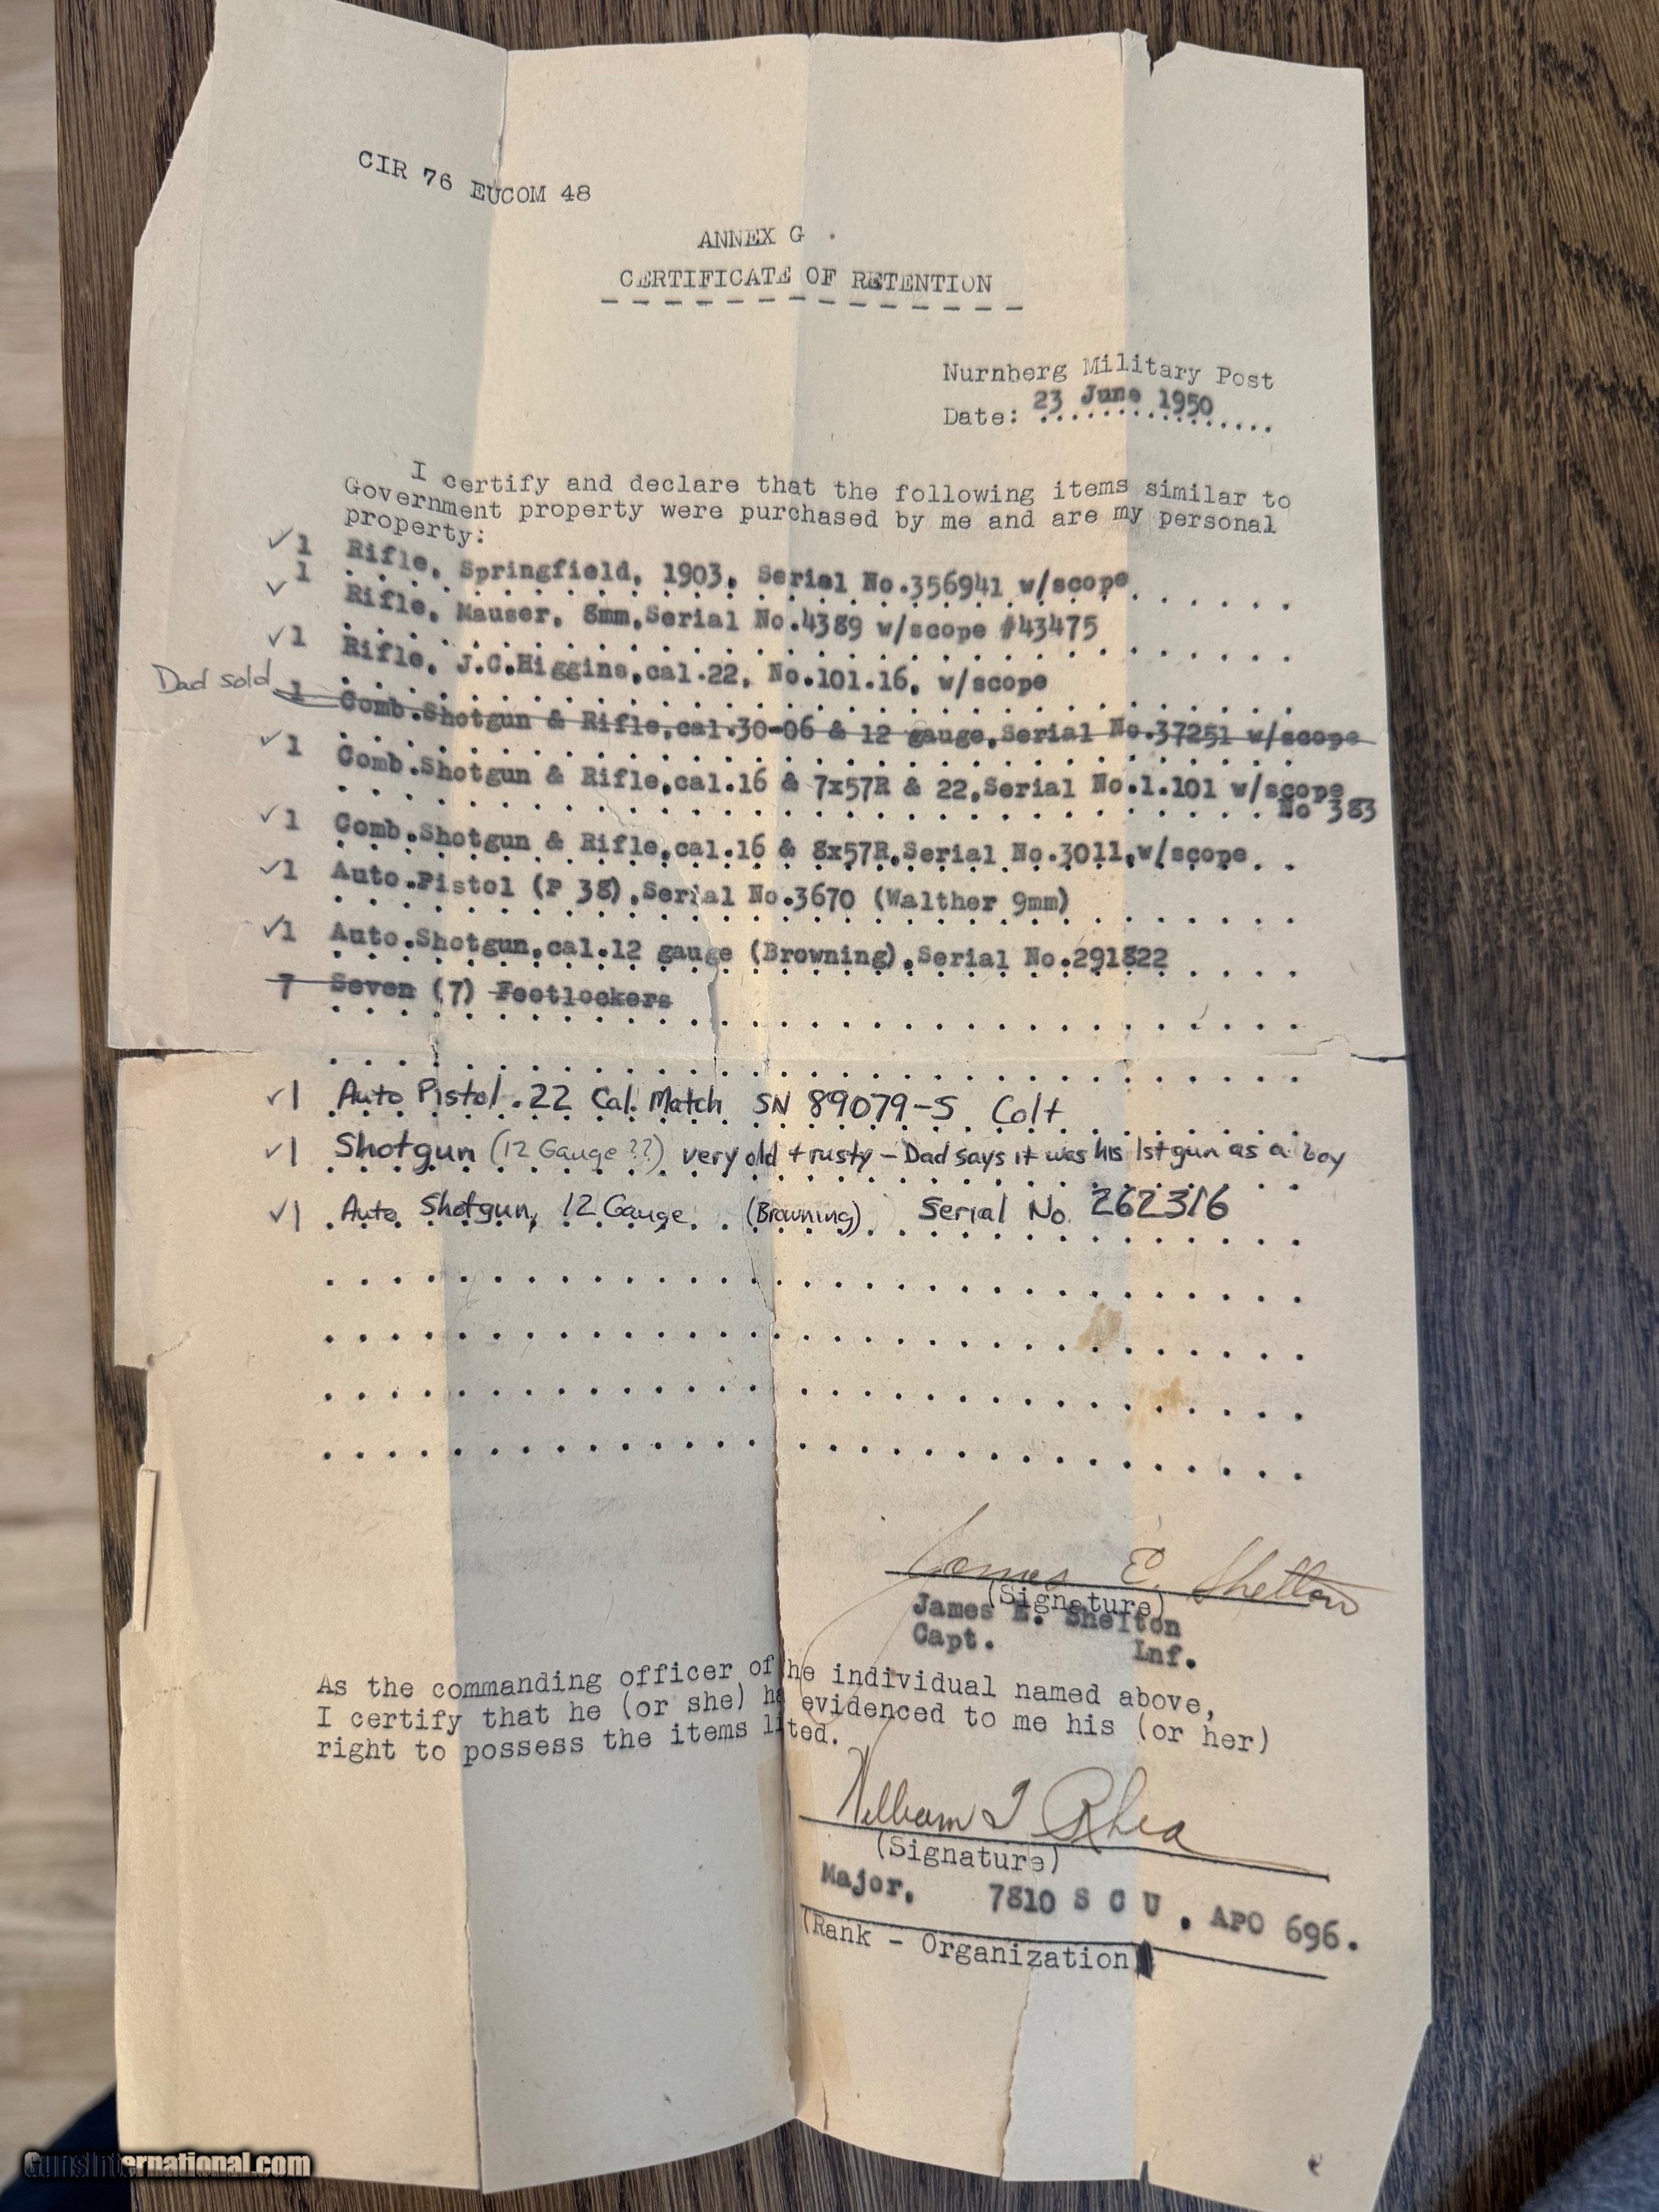 CIR 76 EUCOM 48
ANNEX G .
CERTIFICATE OF RETENTION
Nurnberg Military Post
Date: 23 June 1950
I certify and declare that the following items similar to
Government property were purchased by me and are my personal
property:
✓1 Rifle, Springfield, 1903, Serial No.356941 w/scope
✓ 1 Rifle, Mauser, 8mm,Serial No.4389 w/scope #43475
✓1 Rifle, J.C.Higgins,cal.22, No.101.16, w/scope
Dad sold 1 Comb.Shotgun & Rifle,cal.30-06 & 12 gauge,Serial No.37251 w/scope
✓1 Comb.Shotgun & Rifle,cal.16 & 7x57R & 22,Serial No.1.101 w/scope
No 383
✓1 Comb.Shotgun & Rifle,cal.16 & 8x57R,Serial No.3011,w/scope
✓1 Auto.Pistol (P 38),Serial No.3670 (Walther 9mm)
✓1 Auto.Shotgun,cal.12 gauge (Browning),Serial No.291822
7 Seven (7) Footlockers
✓1 Auto Pistol .22 Cal. Match SN 89079-S Colt
✓1 Shotgun (12 Gauge ??) very old + rusty - Dad says it was his 1st gun as a boy
✓1 Auto Shotgun, 12 Gauge (Browning) Serial No. 262316
James E. Shelton
(Signature)
James E. Shelton
Capt. Inf.
As the commanding officer of he individual named above,
I certify that he (or she) ha evidenced to me his (or her)
right to possess the items lited.
William I Rhea
(Signature)
Major, 7810 S C U . APO 696.
(Rank - Organization
GunsInternational.com